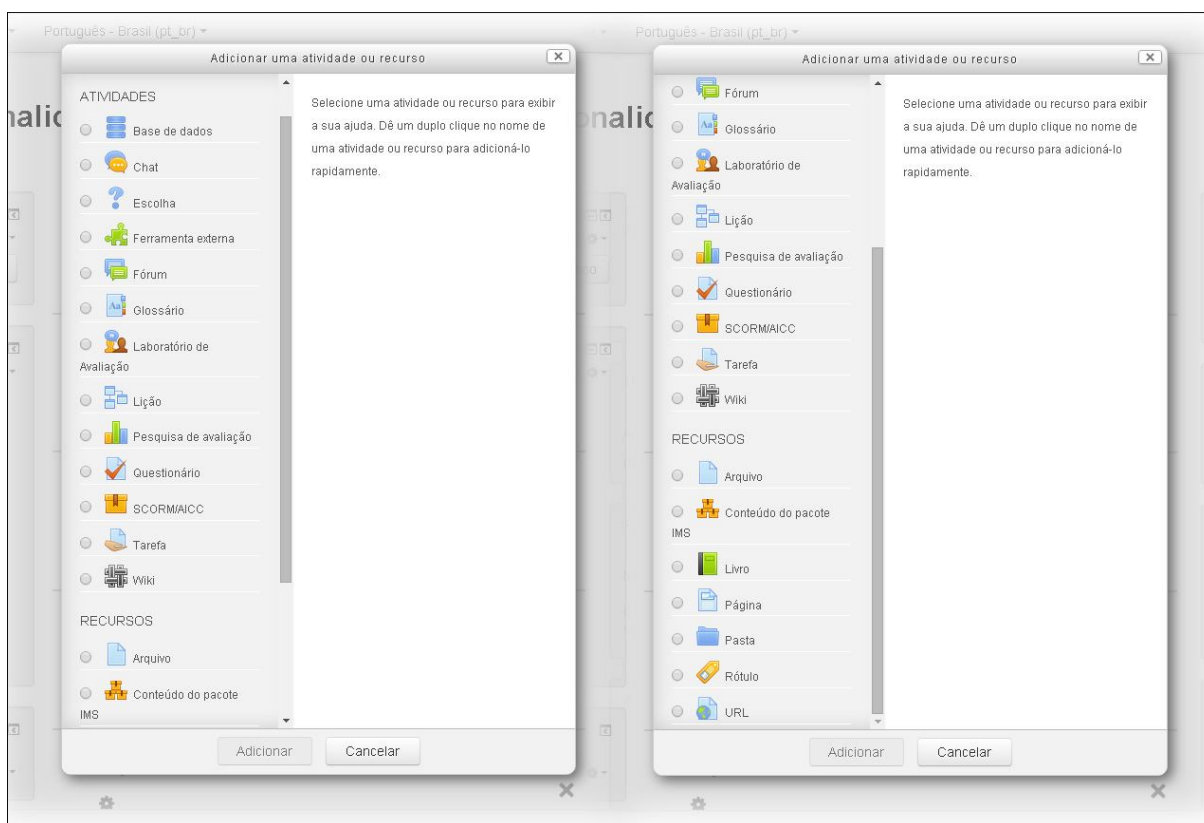 Português - Brasil (pt_br)
Adicionar uma atividade ou recurso
ATIVIDADES
Base de dados
Chat
Escolha
Ferramenta externa
Fórum
Glossário
Laboratório de
Avaliação
Lição
Pesquisa de avaliação
Questionário
SCORM/AICC
Tarefa
Wiki
RECURSOS
Arquivo
Conteúdo do pacote
IMS
Selecione uma atividade ou recurso para exibir
a sua ajuda. Dê um duplo clique no nome de
uma atividade ou recurso para adicioná-lo
rapidamente.
Adicionar
Cancelar
Português - Brasil (pt_br)
Adicionar uma atividade ou recurso
Fórum
Glossário
Laboratório de
Avaliação
Lição
Pesquisa de avaliação
Questionário
SCORM/AICC
Tarefa
Wiki
RECURSOS
Arquivo
Conteúdo do pacote
IMS
Livro
Página
Pasta
Rótulo
URL
Selecione uma atividade ou recurso para exibir
a sua ajuda. Dê um duplo clique no nome de
uma atividade ou recurso para adicioná-lo
rapidamente.
Adicionar
Cancelar